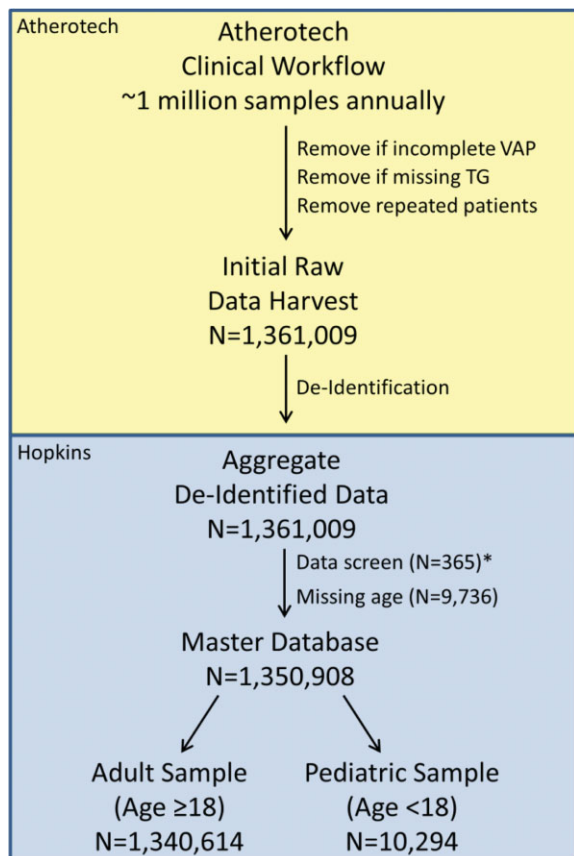 Atherotech
Atherotech
Clinical Workflow
~1 million samples annually
Remove if incomplete VAP
Remove if missing TG
Remove repeated patients
Initial Raw
Data Harvest
N=1,361,009
De-Identification
Hopkins
Aggregate
De-Identified Data
N=1,361,009
Data screen (N=365)*
Missing age (N=9,736)
Master Database
N=1,350,908
Adult Sample
(Age ≥18)
N=1,340,614
Pediatric Sample
(Age <18)
N=10,294